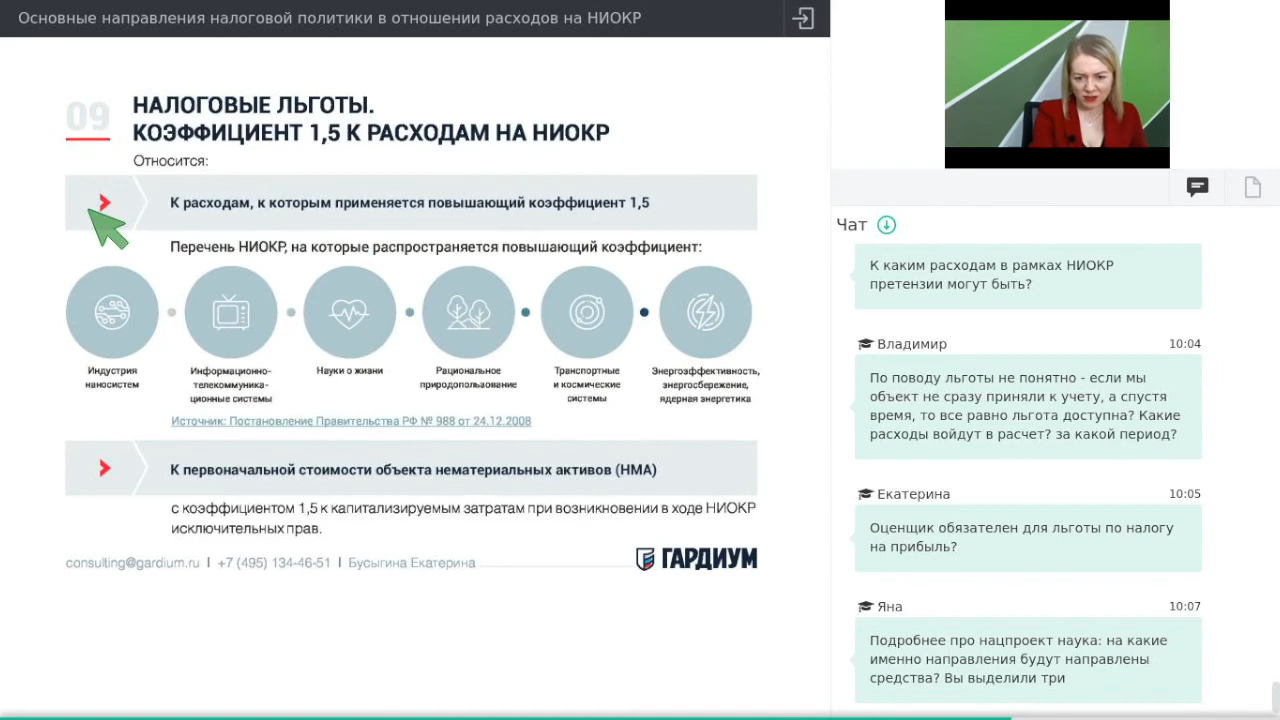 Основные направления налоговой политики в отношении расходов на НИОКР
09
НАЛОГОВЫЕ ЛЬГОТЫ.
КОЭФФИЦИЕНТ 1,5 К РАСХОДАМ НА НИОКР
Относится:
К расходам, к которым применяется повышающий коэффициент 1,5
Перечень НИОКР, на которые распространяется повышающий коэффициент:
Индустрия
наносистем
Информационно-
телекоммуника-
ционные системы
Науки о жизни
Рациональное
природопользование
Транспортные
и космические
системы
Энергоэффективность,
энергосбережение,
ядерная энергетика
Источник: Постановление Правительства РФ № 988 от 24.12.2008
К первоначальной стоимости объекта нематериальных активов (НМА)
с коэффициентом 1,5 к капитализируемым затратам при возникновении в ходе НИОКР
исключительных прав.
consulting@gardium.ru | +7 (495) 134-46-51 | Бусыгина Екатерина
ГАРДИУМ
Чат
К каким расходам в рамках НИОКР
претензии могут быть?
Владимир 10:04
По поводу льготы не понятно - если мы
объект не сразу приняли к учету, а спустя
время, то все равно льгота доступна? Какие
расходы войдут в расчет? за какой период?
Екатерина 10:05
Оценщик обязателен для льготы по налогу
на прибыль?
Яна 10:07
Подробнее про нацпроект наука: на какие
именно направления будут направлены
средства? Вы выделили три